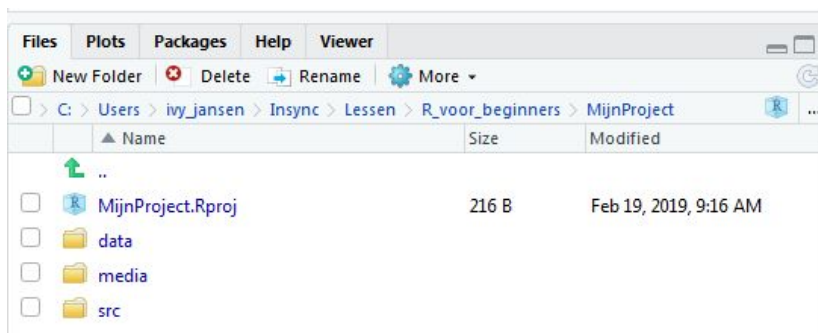 Files Plots Packages Help Viewer
New Folder Delete Rename More
C: > Users > ivy_jansen > Insync > Lessen > R_voor_beginners > MijnProject R ...
Name Size Modified
..
R MijnProject.Rproj 216 B Feb 19, 2019, 9:16 AM
data
media
src